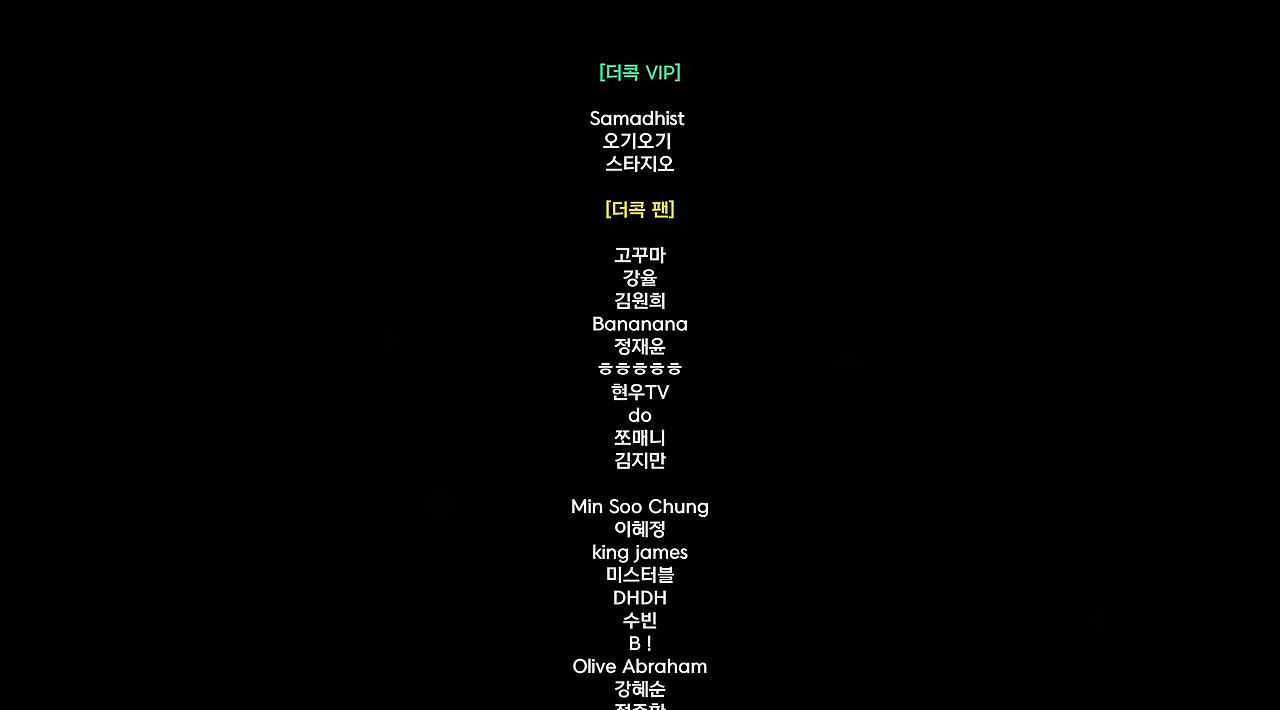 [더콕 VIP]
Samadhist
오기오기
스타지오
[더콕 팬]
고꾸마
강율
김원희
Bananana
정재윤
ㅎㅎㅎㅎㅎ
현우TV
do
쪼매니
김지만
Min Soo Chung
이혜정
king james
미스터블
DHDH
수빈
B !
Olive Abraham
강혜순